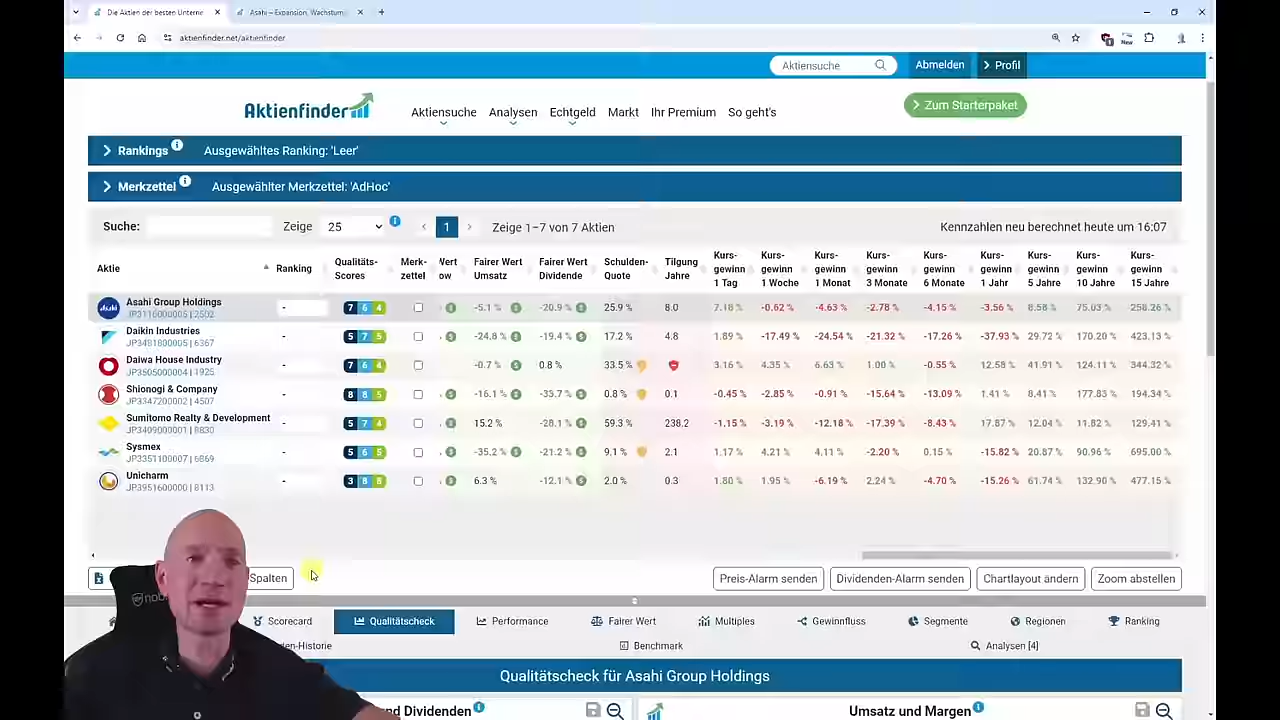 Die Aktien der besten Unterne
Asahi – Expansion, Wachstum,
aktienfinder.net/aktienfinder
New
Aktiensuche
Abmelden
Profil
Aktienfinder
Aktiensuche Analysen Echtgeld Markt Ihr Premium So geht's
Zum Starterpaket
Rankings Ausgewähltes Ranking: 'Leer'
Merkzettel Ausgewählter Merkzettel: 'AdHoc'
Suche: Zeige 25 1 Zeige 1–7 von 7 Aktien Kennzahlen neu berechnet heute um 16:07
Aktie Ranking Qualitäts-Scores Merk-zettel Wert ow Fairer Wert Umsatz Fairer Wert Dividende Schulden-Quote Tilgung Jahre Kurs-gewinn 1 Tag Kurs-gewinn 1 Woche Kurs-gewinn 1 Monat Kurs-gewinn 3 Monate Kurs-gewinn 6 Monate Kurs-gewinn 1 Jahr Kurs-gewinn 5 Jahre Kurs-gewinn 10 Jahre Kurs-gewinn 15 Jahre
Asahi Group Holdings - 7 6 4 -5.1 % -20.9 % 25.9 % 8.0 7.18 % -0.62 % -4.63 % -2.78 % -4.15 % -3.56 % 8.58 % 75.03 % 258.26 %
JP3116000005 | 2502
Daikin Industries - 5 7 5 -24.8 % -19.4 % 17.2 % 4.8 1.89 % -17.49 % -24.54 % -21.32 % -17.26 % -37.93 % 29.72 % 170.20 % 423.13 %
JP3481800005 | 6367
Daiwa House Industry - 7 6 4 -0.7 % 0.8 % 33.5 % 3.16 % 4.35 % 6.63 % 1.00 % -0.55 % 12.58 % 41.91 % 124.11 % 344.32 %
JP3505000004 | 1925
Shionogi & Company - 8 8 5 -16.1 % -35.7 % 0.8 % 0.1 -0.45 % -2.85 % -0.91 % -15.64 % -13.09 % 1.41 % 8.41 % 177.83 % 194.34 %
JP3347200002 | 4507
Sumitomo Realty & Development - 5 7 4 15.2 % -28.1 % 59.3 % 238.2 -1.15 % -3.19 % -12.18 % -17.39 % -8.43 % 17.87 % 12.04 % 11.82 % 129.41 %
JP3409000001 | 8830
Sysmex - 5 6 5 -35.2 % -21.2 % 9.1 % 2.1 1.17 % 4.21 % 4.11 % -2.20 % 0.15 % -15.82 % 20.87 % 90.96 % 695.00 %
JP3351100007 | 6869
Unicharm - 3 8 8 6.3 % -12.1 % 2.0 % 0.3 1.80 % 1.95 % -6.19 % 2.24 % -4.70 % -15.26 % 61.74 % 132.90 % 477.15 %
JP3951600000 | 8113
Spalten
Preis-Alarm senden
Dividenden-Alarm senden
Chartlayout ändern
Zoom abstellen
Scorecard Qualitätscheck Performance Fairer Wert Multiples Gewinnfluss Segmente Regionen Ranking
en-Historie Benchmark Analysen [4]
Qualitätscheck für Asahi Group Holdings
nd Dividenden
Umsatz und Margen